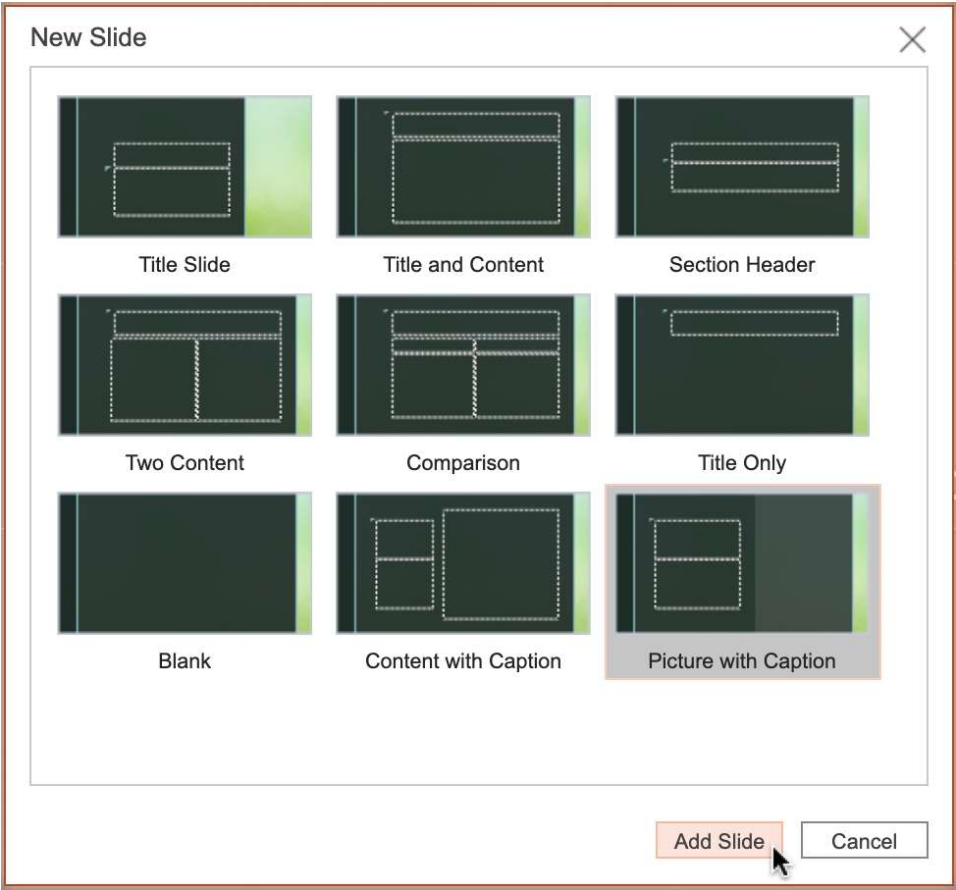 New Slide
Title Slide
Title and Content
Section Header
Two Content
Comparison
Title Only
Blank
Content with Caption
Picture with Caption
Add Slide
Cancel